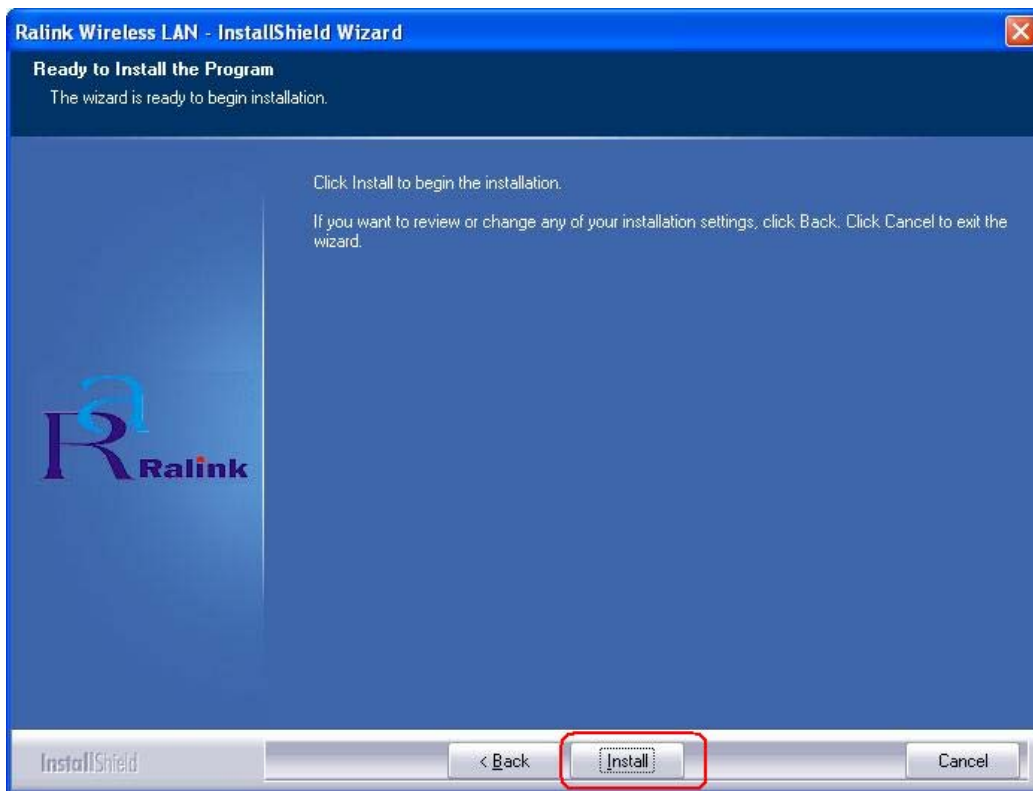 Ralink Wireless LAN - InstallShield Wizard
Ready to Install the Program
The wizard is ready to begin installation.
Click Install to begin the installation.
If you want to review or change any of your installation settings, click Back. Click Cancel to exit the
wizard.
Ra
Ralink
InstallShield
< Back
Install
Cancel